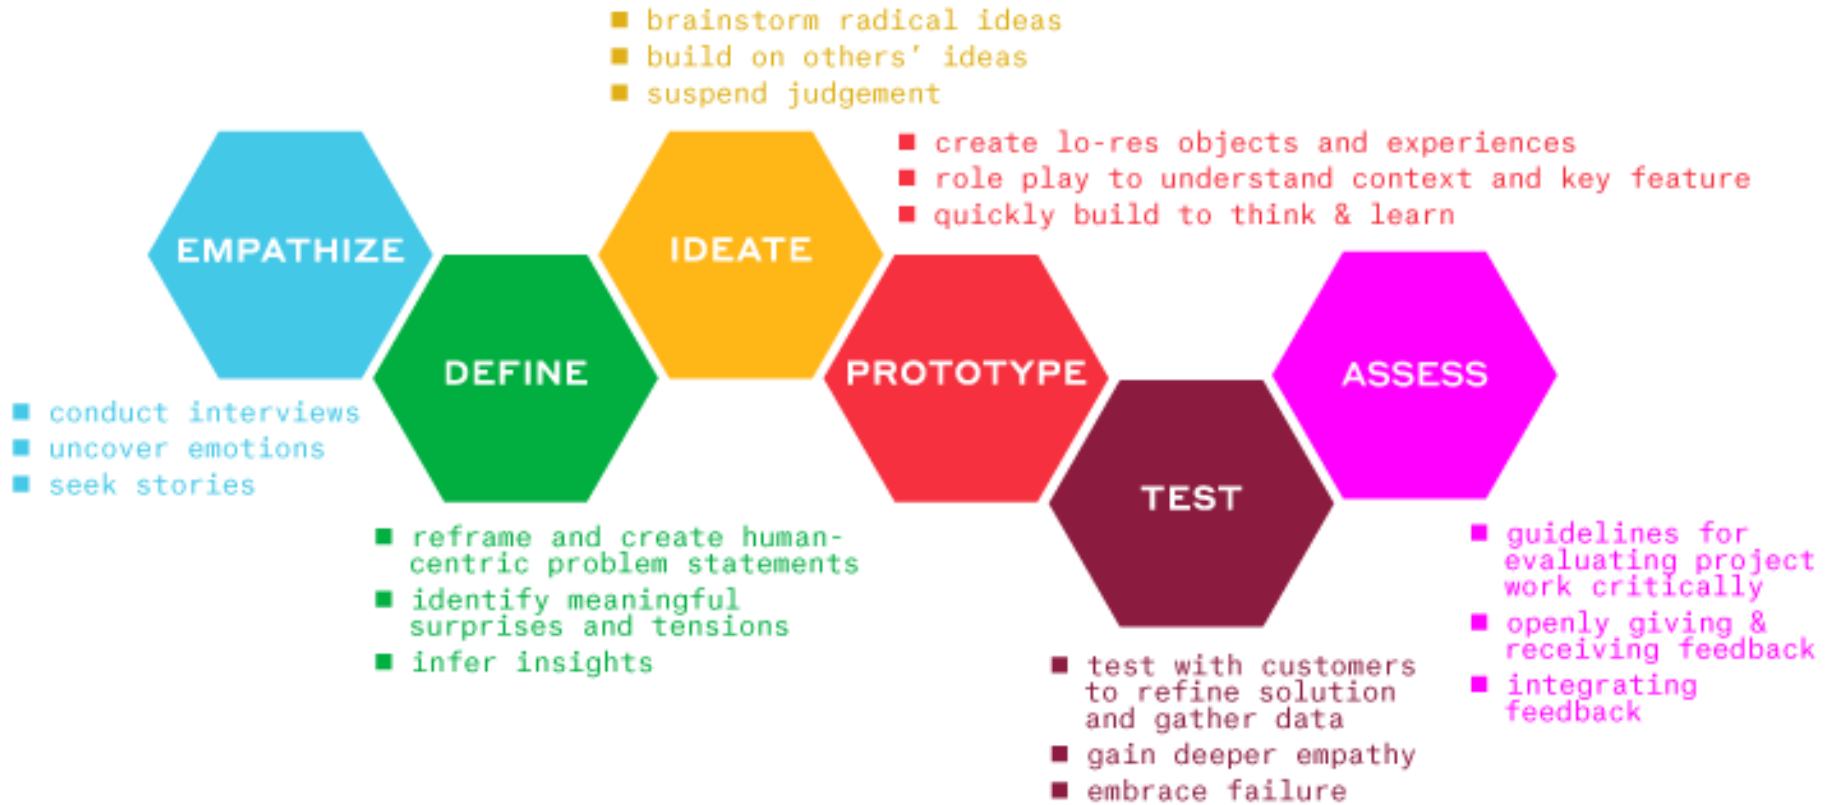 EMPATHIZE
■ conduct interviews
■ uncover emotions
■ seek stories
DEFINE
■ reframe and create human-
centric problem statements
■ identify meaningful
surprises and tensions
■ infer insights
IDEATE
■ brainstorm radical ideas
■ build on others’ ideas
■ suspend judgement
PROTOTYPE
■ create lo-res objects and experiences
■ role play to understand context and key feature
■ quickly build to think & learn
TEST
■ test with customers
to refine solution
and gather data
■ gain deeper empathy
■ embrace failure
ASSESS
■ guidelines for
evaluating project
work critically
■ openly giving &
receiving feedback
■ integrating
feedback